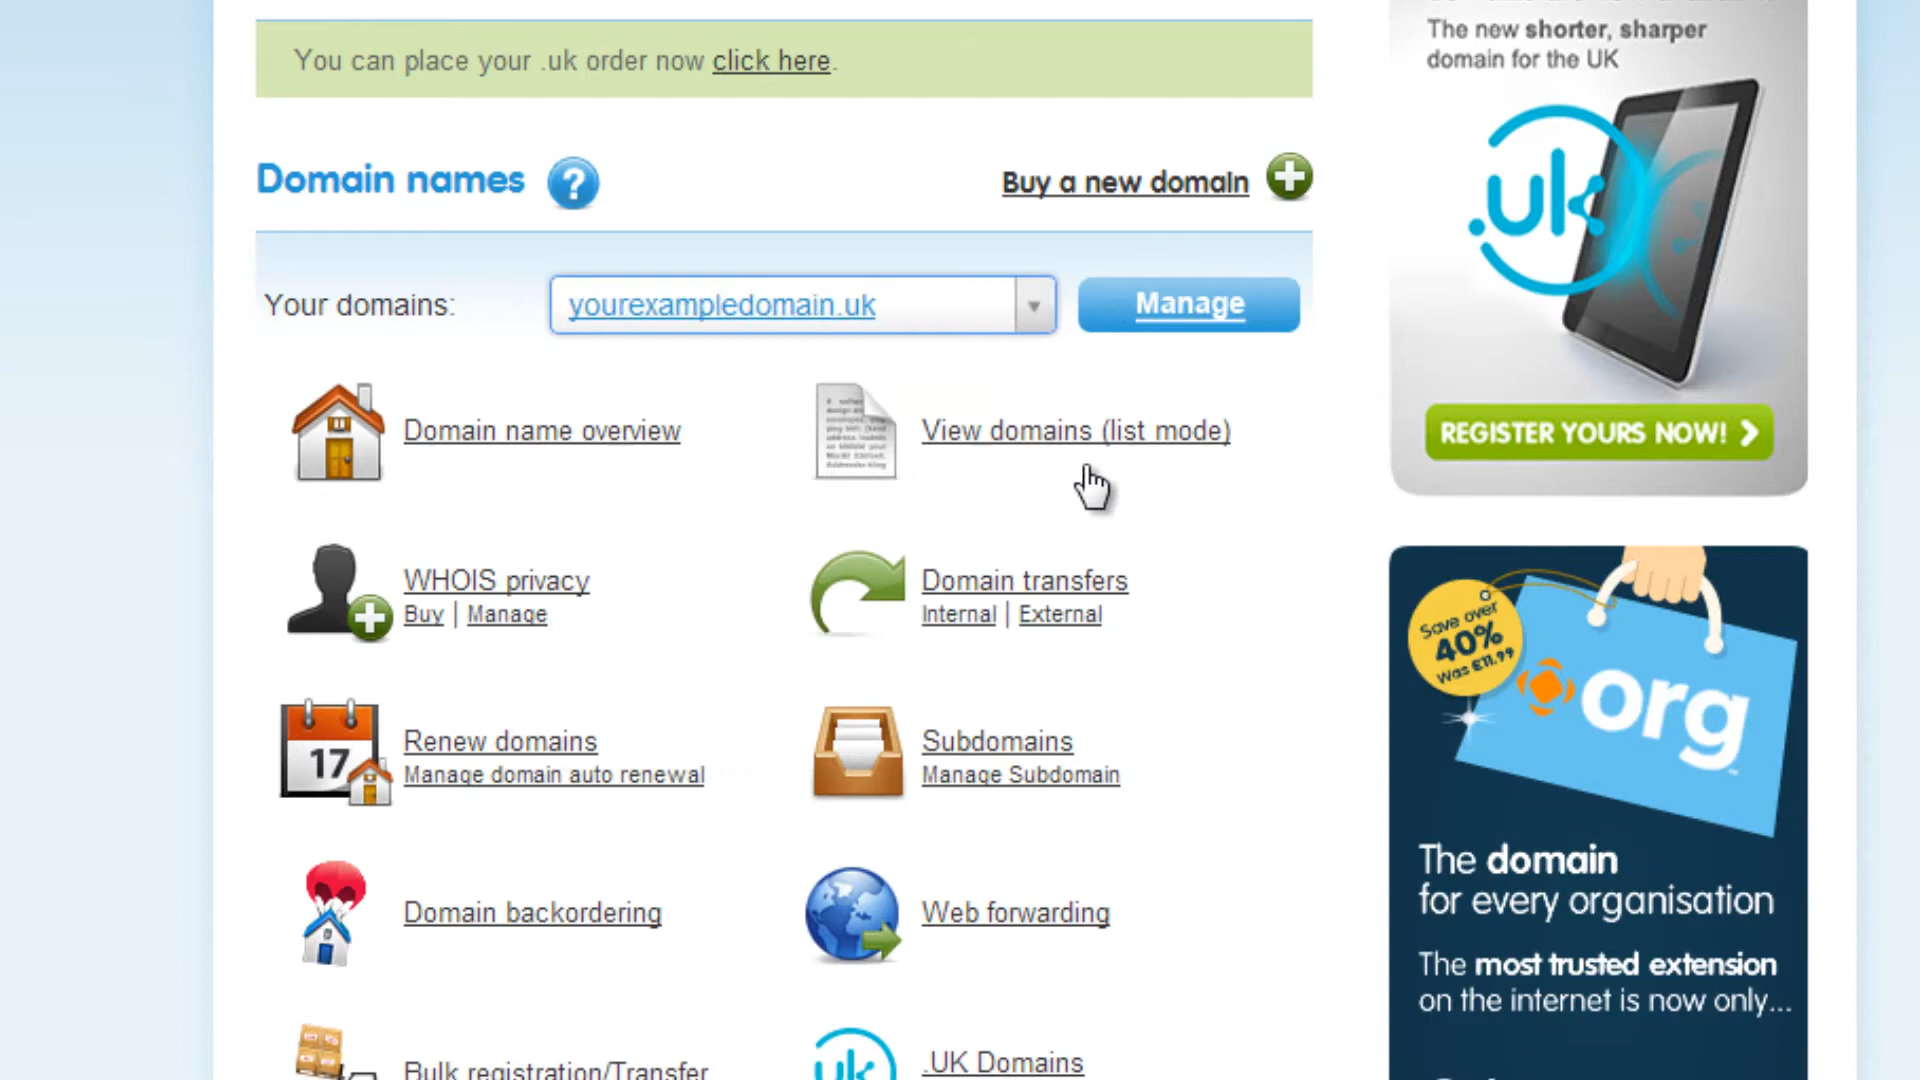 You can place your .uk order now click here.
Domain names
?
Buy a new domain
Your domains:
yourexampledomain.uk
Manage
Domain name overview
View domains (list mode)
WHOIS privacy
Buy | Manage
Domain transfers
Internal | External
Renew domains
Manage domain auto renewal
17
Subdomains
Manage Subdomain
Domain backordering
Web forwarding
Bulk registration/Transfer
.UK Domains
uk
The new shorter, sharper
domain for the UK
.uk
REGISTER YOURS NOW!
Save over
40%
Was £11.99
org
The domain
for every organisation
The most trusted extension
on the internet is now only...